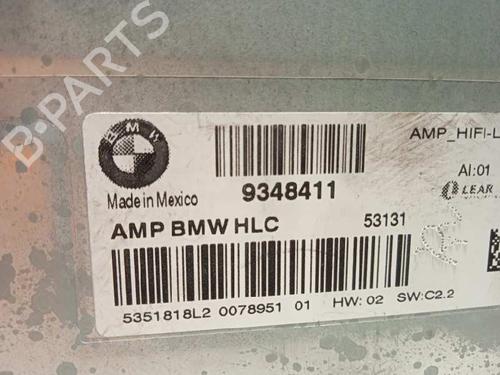 B-PARTS
BMW
AMP_HIFI-L
Made in Mexico
9348411
AI:01
LEAR
AMP BMW HLC
53131
5351818L2 0078951 01 HW: 02 SW:C2.2